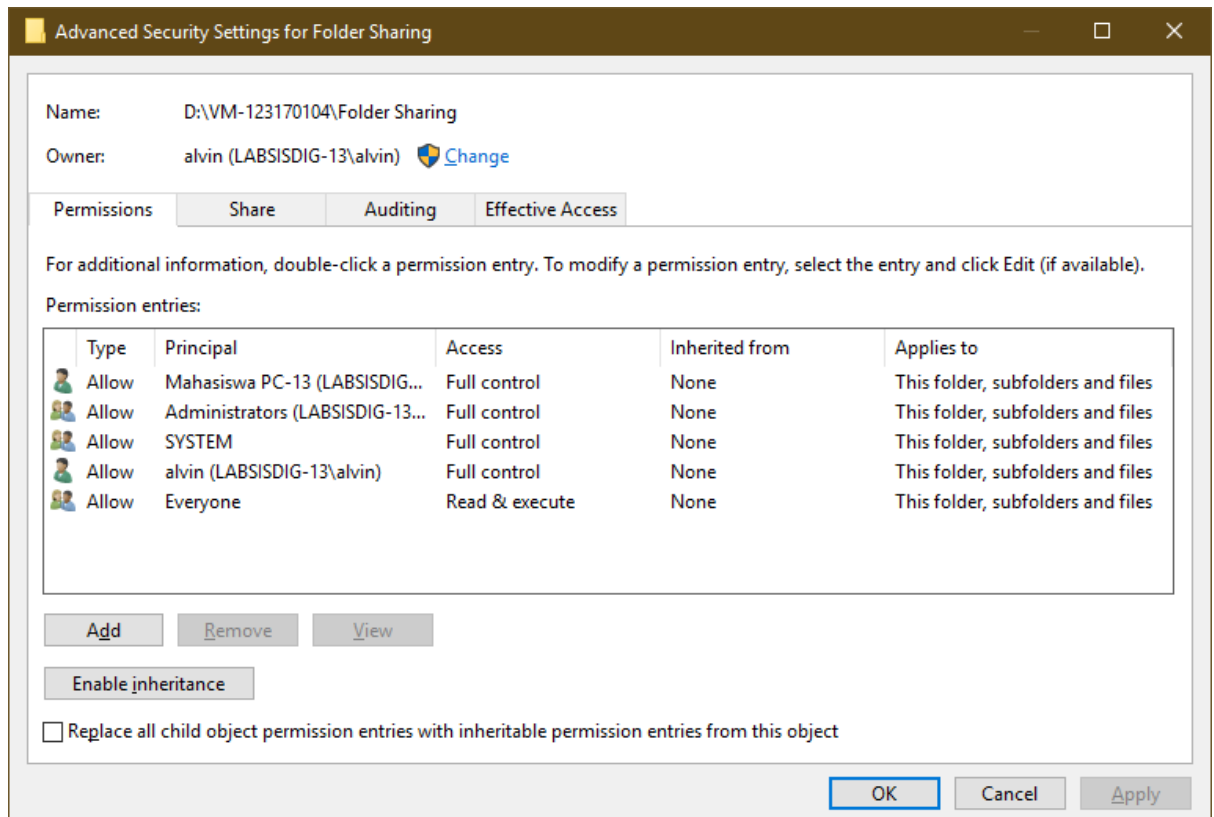 Advanced Security Settings for Folder Sharing
Name: D:\VM-123170104\Folder Sharing
Owner: alvin (LABSISDIG-13\alvin) Change
Permissions Share Auditing Effective Access
For additional information, double-click a permission entry. To modify a permission entry, select the entry and click Edit (if available).
Permission entries:
Type Principal Access Inherited from Applies to
Allow Mahasiswa PC-13 (LABSISDIG... Full control None This folder, subfolders and files
Allow Administrators (LABSISDIG-13... Full control None This folder, subfolders and files
Allow SYSTEM Full control None This folder, subfolders and files
Allow alvin (LABSISDIG-13\alvin) Full control None This folder, subfolders and files
Allow Everyone Read & execute None This folder, subfolders and files
Add Remove View
Enable inheritance
Replace all child object permission entries with inheritable permission entries from this object
OK Cancel Apply